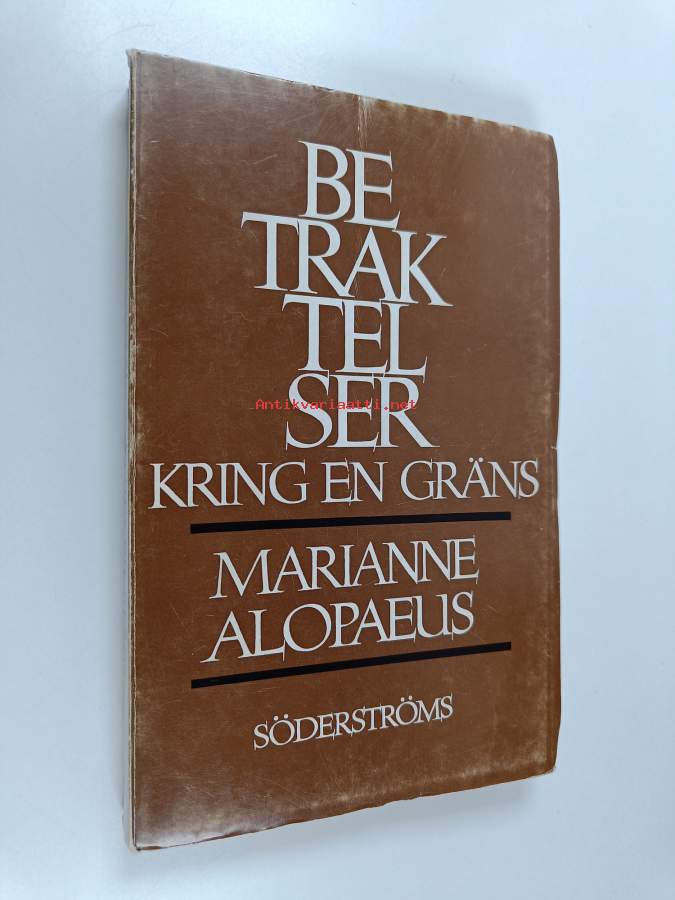 BE
TRAK
TEL
Antikvariaatti.net
SER
KRING EN GRÄNS
MARIANNE
ALOPAEUS
SÖDERSTRÖMS